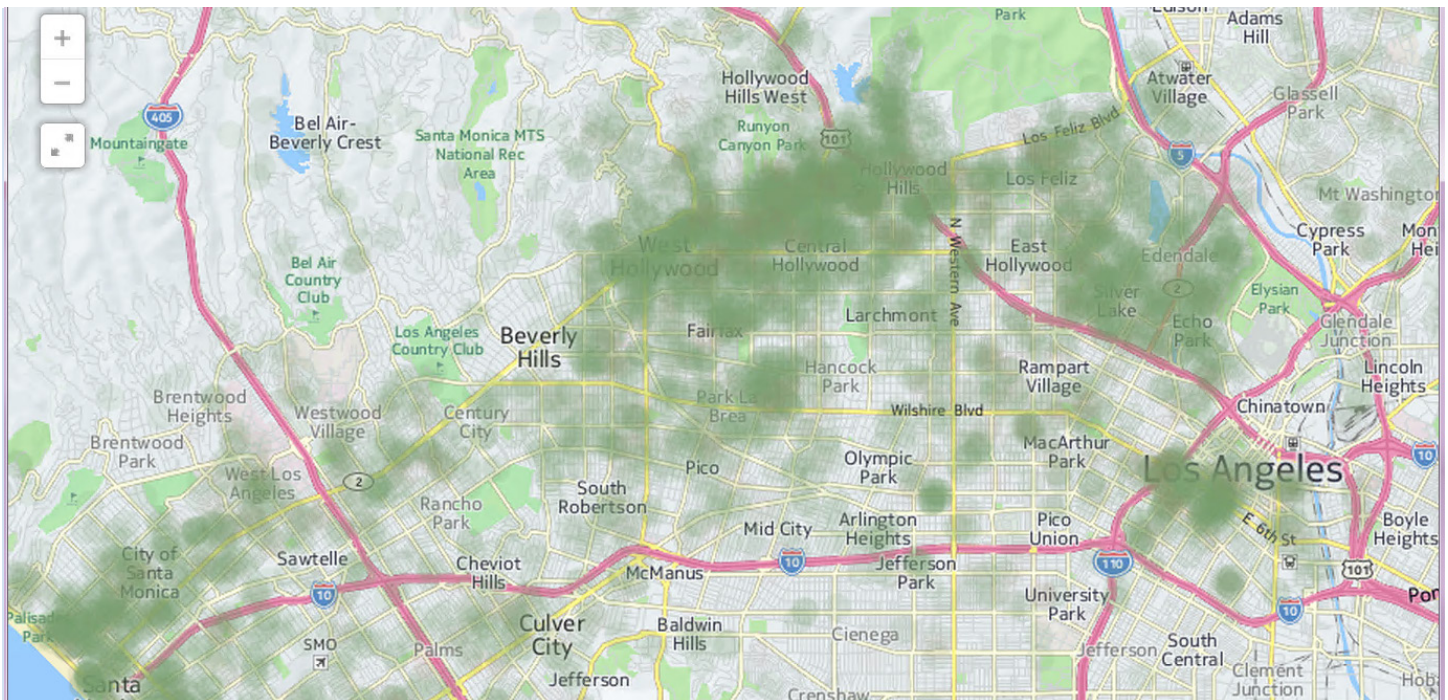 +
−
Park
Edison
Adams
Hill
Hollywood
Hills West
Atwater
Village
Glassell
Park
405
Bel Air-
Beverly Crest
Mountaingate
Santa Monica MTS
National Rec
Area
Runyon
Canyon Park
101
Los Feliz Blvd
5
Hollywood
Hills
Los Feliz
Mt Washington
West
Hollywood
Central
Hollywood
N Western Ave
East
Hollywood
Cypress
Park
Edendale
Bel Air
Country
Club
2
Silver
Lake
Elysian
Park
Larchmont
Echo
Park
Glendale
Junction
Los Angeles
Country Club
Beverly
Hills
Fairfax
Hancock
Park
Rampart
Village
Lincoln
Heights
Brentwood
Heights
Westwood
Village
Century
City
Park La
Brea
Wilshire Blvd
Chinatown
Brentwood
Park
MacArthur
Park
West Los
Angeles
2
Pico
Olympic
Park
Los Angeles
10
South
Robertson
Rancho
Park
Mid City
Arlington
Heights
Pico
Union
E 6th St
Boyle
Heights
City of
Santa
Monica
Sawtelle
Cheviot
Hills
10
McManus
10
Jefferson
Park
110
101
University
Park
10
Palisades
Park
Culver
City
Baldwin
Hills
Cienega
SMO
Palms
Jefferson
South
Central
Santa
Jefferson
Clement
Junction
Crenshaw